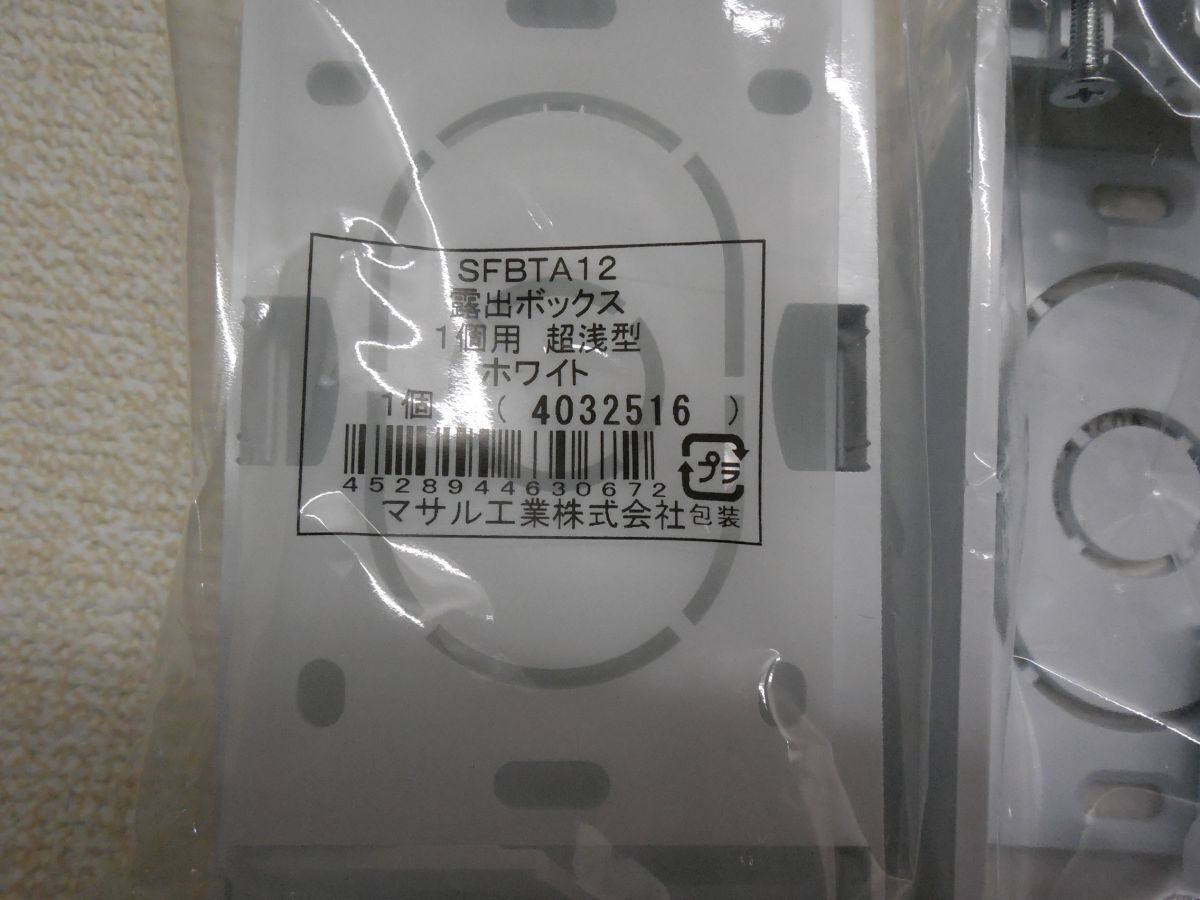 SFBTA12
露出ボックス
1個用 超浅型
ホワイト
1個 ( 4032516 )
4528944630672
プラ
マサル工業株式会社 包装